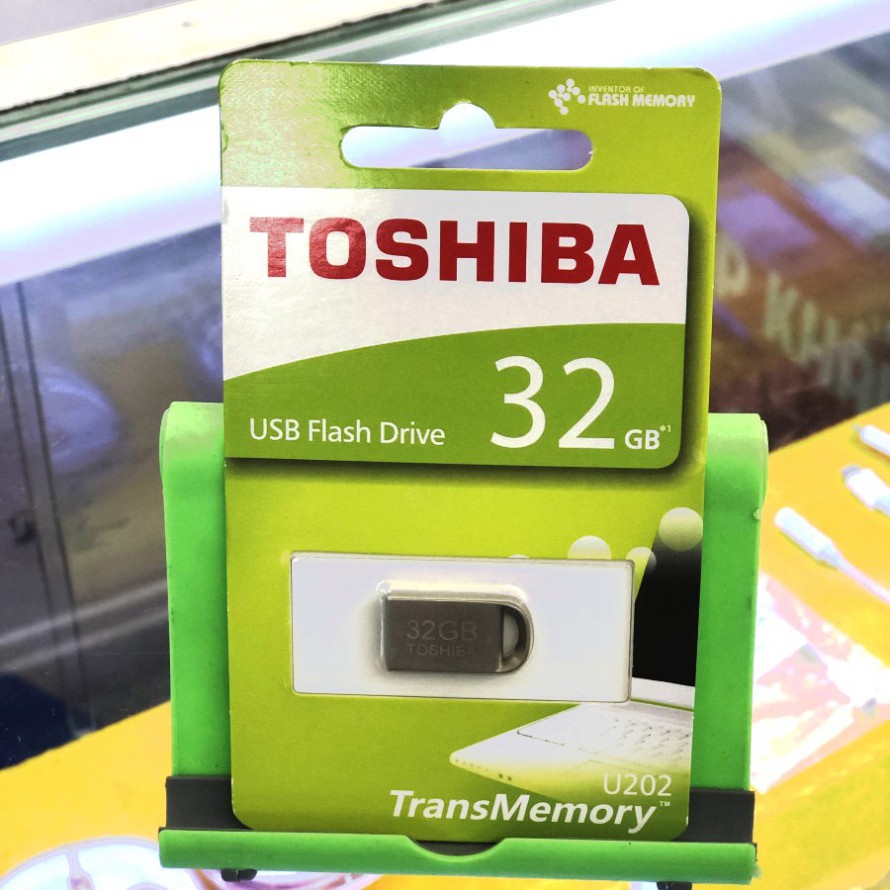 INVENTOR OF
FLASH MEMORY
TOSHIBA
USB Flash Drive
32 GB*1
32GB
TOSHIBA
U202
TransMemory™